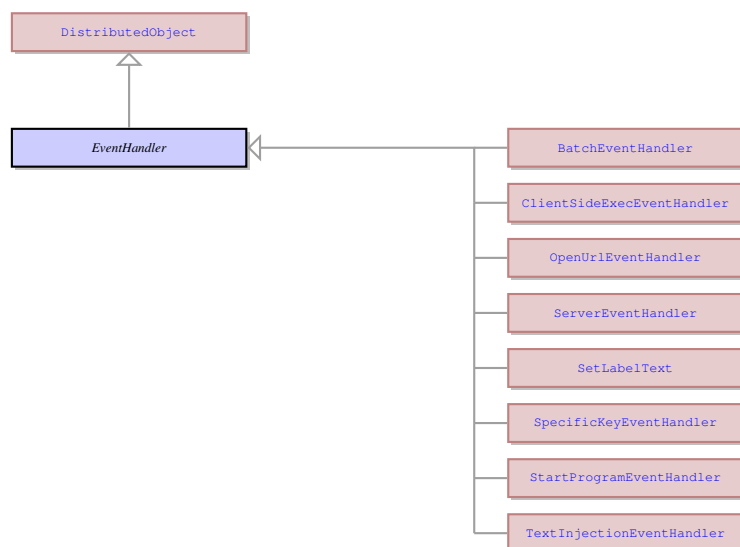 DistributedObject
EventHandler
BatchEventHandler
ClientSideExecEventHandler
OpenUrlEventHandler
ServerEventHandler
SetLabelText
SpecificKeyEventHandler
StartProgramEventHandler
TextInjectionEventHandler